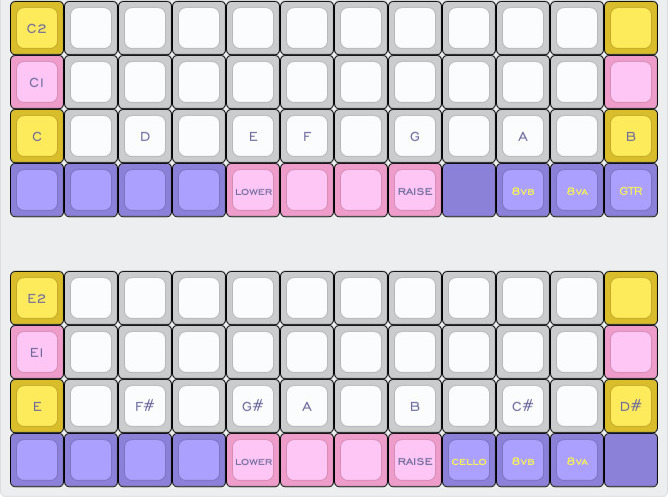 C2
C1
C D E F G A B
LOWER RAISE 8VB 8VA GTR
E2
E1
E F# G# A B C# D#
LOWER RAISE CELLO 8VB 8VA